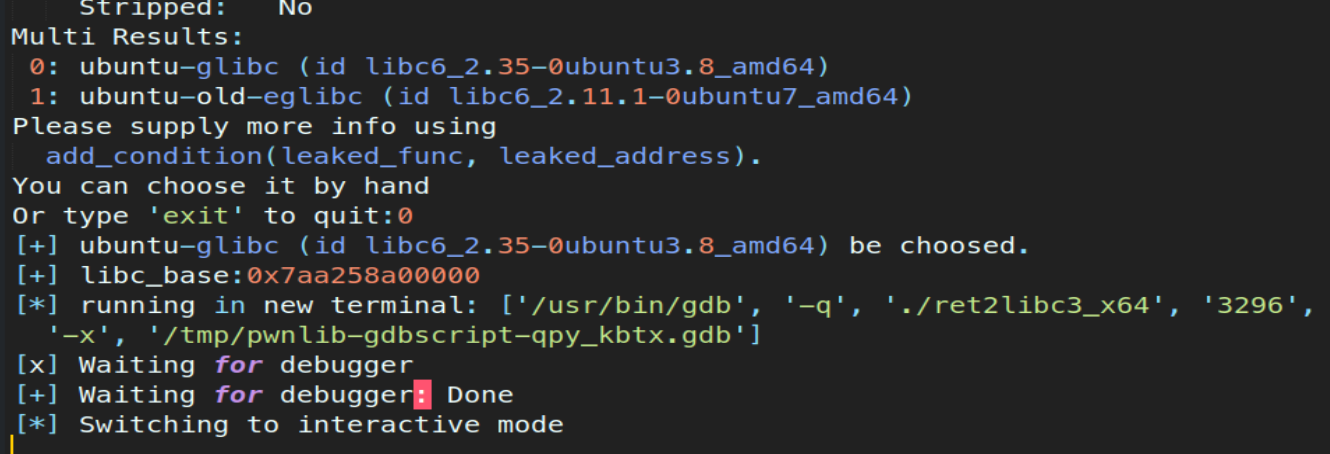 Stripped:   No
Multi Results:
 0: ubuntu-glibc (id libc6_2.35-0ubuntu3.8_amd64)
 1: ubuntu-old-eglibc (id libc6_2.11.1-0ubuntu7_amd64)
Please supply more info using
  add_condition(leaked_func, leaked_address).
You can choose it by hand
Or type 'exit' to quit:0
[+] ubuntu-glibc (id libc6_2.35-0ubuntu3.8_amd64) be choosed.
[+] libc_base:0x7aa258a00000
[*] running in new terminal: ['/usr/bin/gdb', '-q', './ret2libc3_x64', '3296',
  '-x', '/tmp/pwnlib-gdbscript-qpy_kbtx.gdb']
[x] Waiting for debugger
[+] Waiting for debugger: Done
[*] Switching to interactive mode